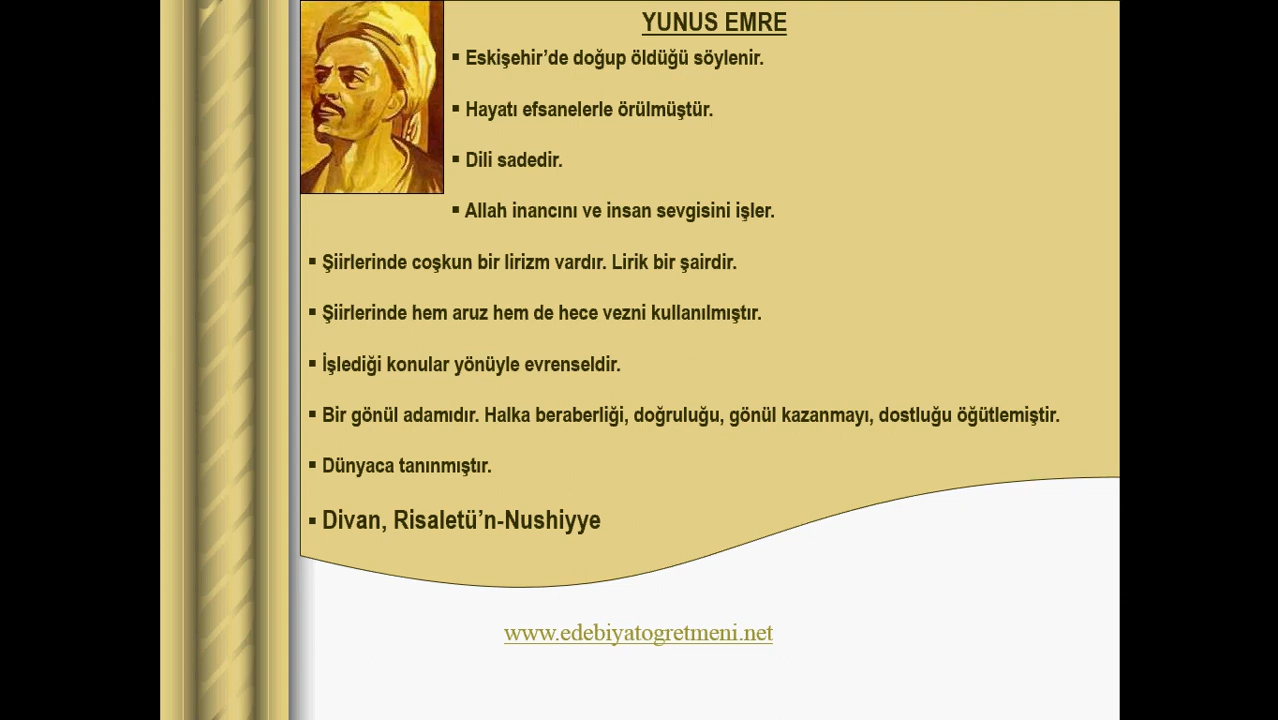 YUNUS EMRE
▪ Eskişehir’de doğup öldüğü söylenir.
▪ Hayatı efsanelerle örülmüştür.
▪ Dili sadedir.
▪ Allah inancını ve insan sevgisini işler.
▪ Şiirlerinde coşkun bir lirizm vardır. Lirik bir şairdir.
▪ Şiirlerinde hem aruz hem de hece vezni kullanılmıştır.
▪ İşlediği konular yönüyle evrenseldir.
▪ Bir gönül adamıdır. Halka beraberliği, doğruluğu, gönül kazanmayı, dostluğu öğütlemiştir.
▪ Dünyaca tanınmıştır.
▪ Divan, Risaletü’n-Nushiyye
www.edebiyatogretmeni.net